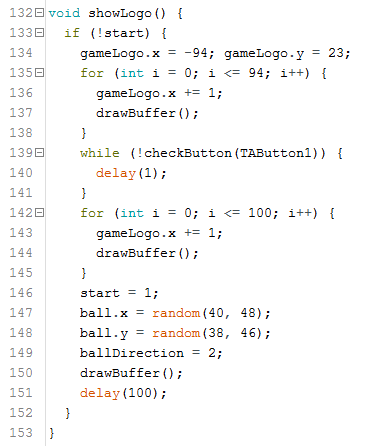 132 void showLogo() {
133   if (!start) {
134     gameLogo.x = -94; gameLogo.y = 23;
135     for (int i = 0; i <= 94; i++) {
136       gameLogo.x += 1;
137       drawBuffer();
138     }
139     while (!checkButton(TAButton1)) {
140       delay(1);
141     }
142     for (int i = 0; i <= 100; i++) {
143       gameLogo.x += 1;
144       drawBuffer();
145     }
146     start = 1;
147     ball.x = random(40, 48);
148     ball.y = random(38, 46);
149     ballDirection = 2;
150     drawBuffer();
151     delay(100);
152   }
153 }